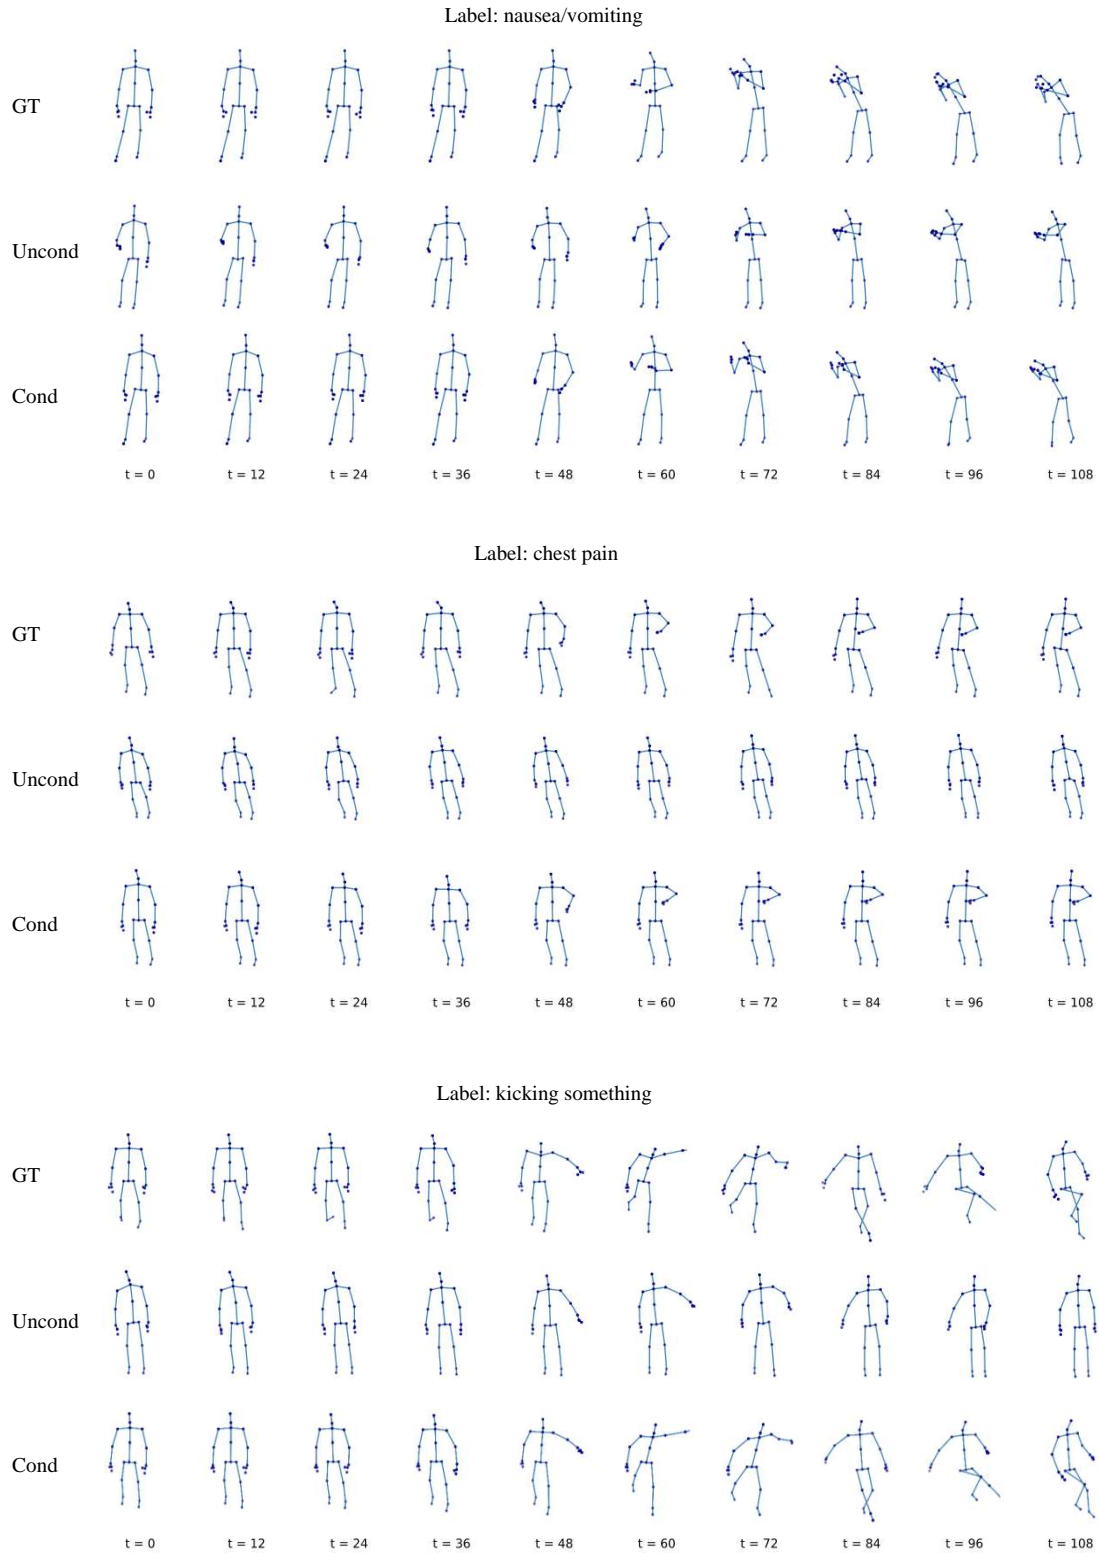 Label: nausea/vomiting
GT
Uncond
Cond
t = 0 t = 12 t = 24 t = 36 t = 48 t = 60 t = 72 t = 84 t = 96 t = 108
Label: chest pain
GT
Uncond
Cond
t = 0 t = 12 t = 24 t = 36 t = 48 t = 60 t = 72 t = 84 t = 96 t = 108
Label: kicking something
GT
Uncond
Cond
t = 0 t = 12 t = 24 t = 36 t = 48 t = 60 t = 72 t = 84 t = 96 t = 108